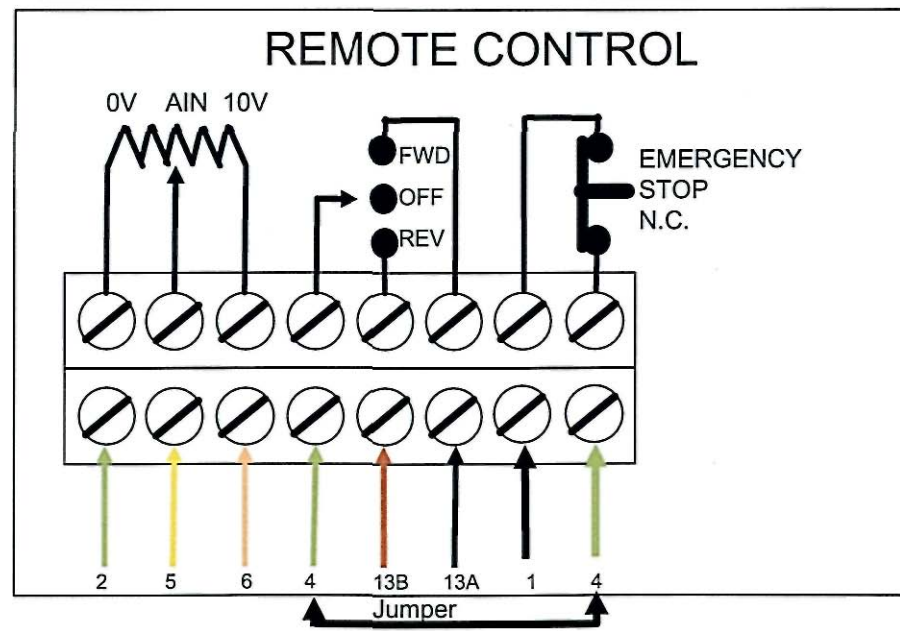 REMOTE CONTROL
0V AIN 10V
FWD
OFF
REV
EMERGENCY
STOP
N.C.
2 5 6 4 13B 13A 1 4
Jumper